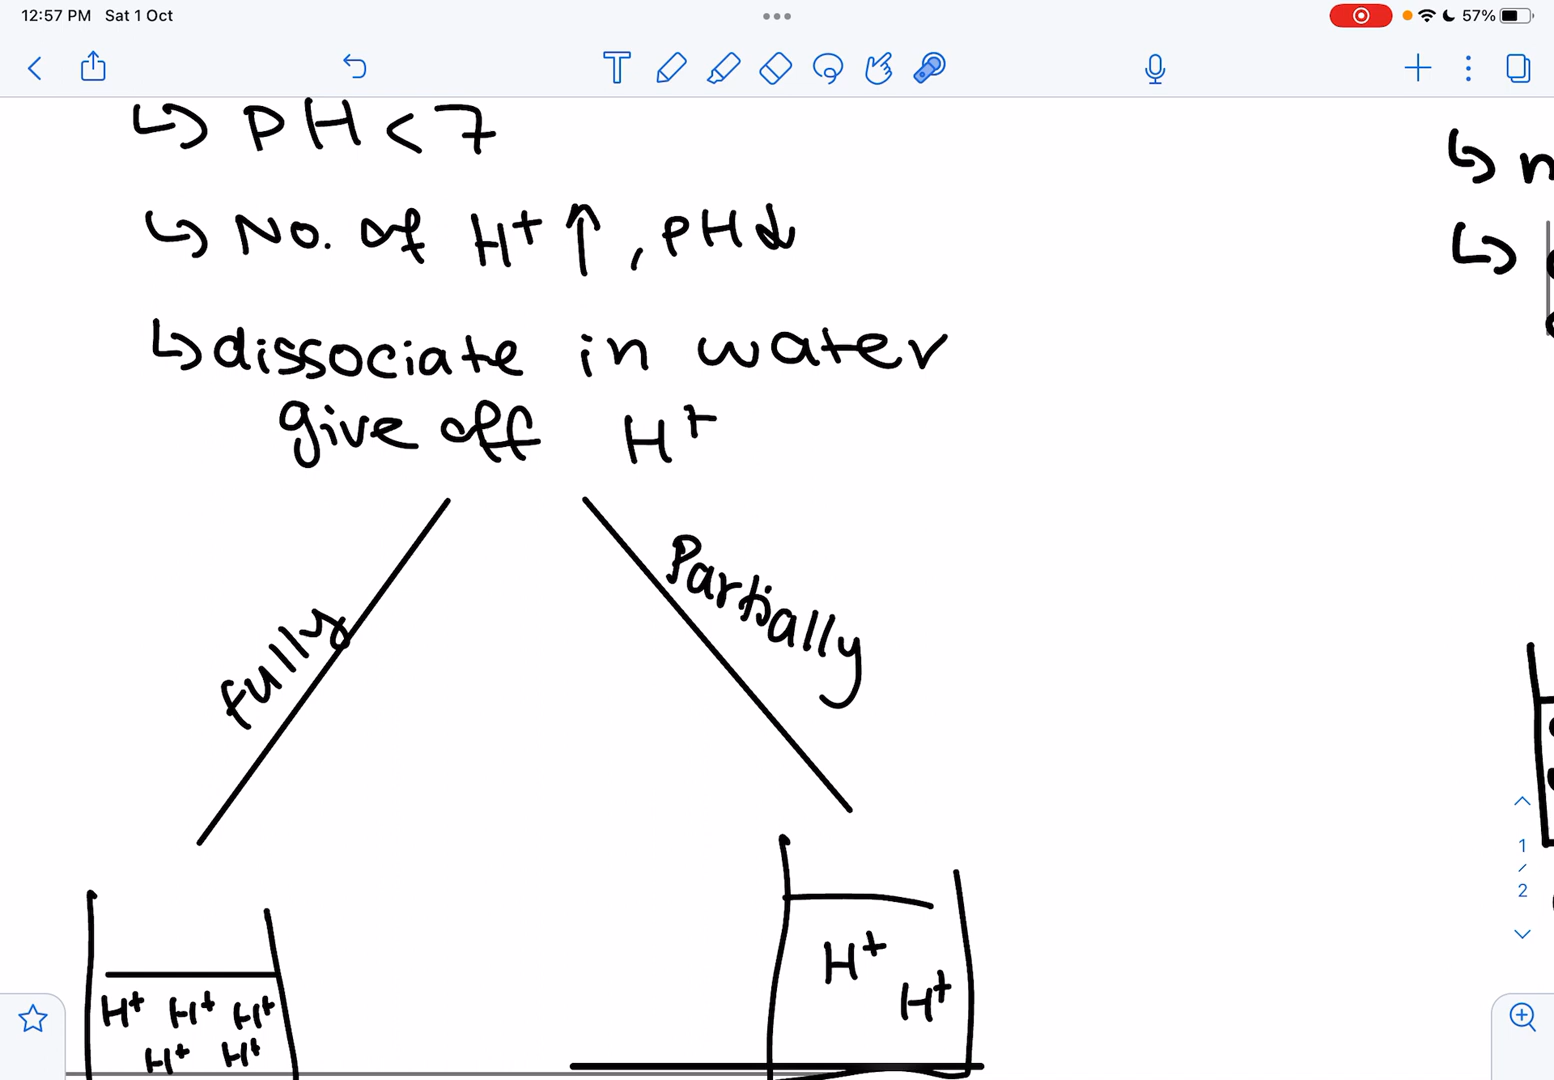 12:57 PM Sat 1 Oct
57%
↳ PH < 7
↳ No. of H+ ↑, PH↓
↳ dissociate in water
give off H+
fully
Partially
H+ H+ H+
H+ H+
H+
H+
1
/
2